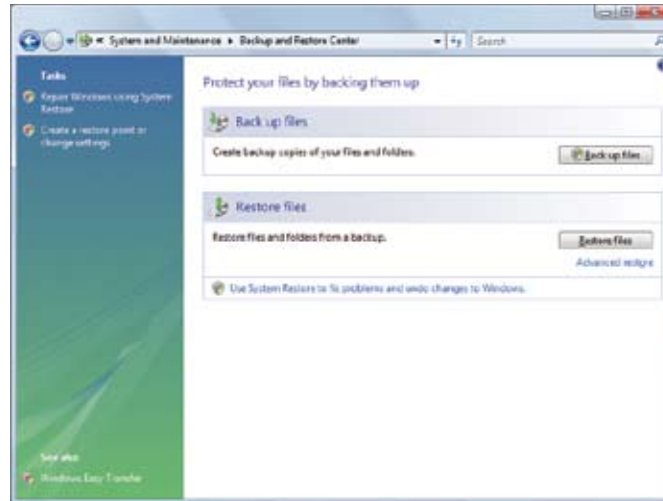 System and Maintenance ▸ Backup and Restore Center
Search
Tasks
Repair Windows using System
Restore
Create a restore point or
change settings
Protect your files by backing them up
Back up files
Create backup copies of your files and folders.
Back up files
Restore files
Restore files and folders from a backup.
Restore files
Advanced restore
Use System Restore to fix problems and undo changes to Windows.
See also
Windows Easy Transfer